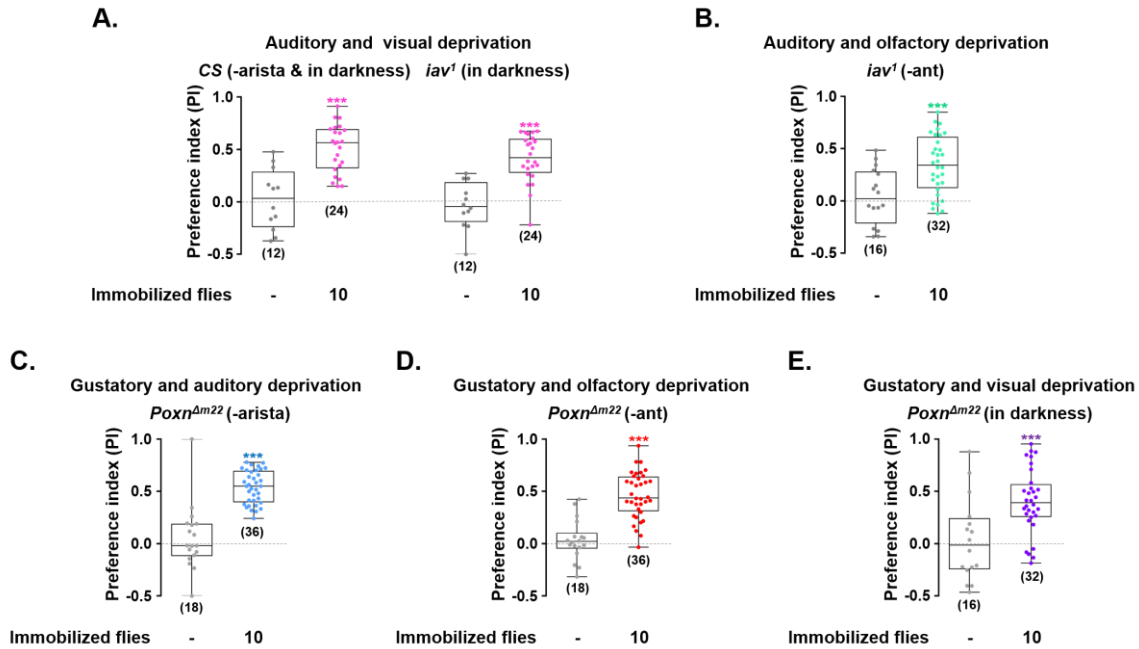 A.
Auditory and visual deprivation
CS (-arista & in darkness) iav¹ (in darkness)
Preference index (PI)
1.0
0.5
0.0
-0.5
***
***
(12)
(24)
(12)
(24)
Immobilized flies - 10 - 10
B.
Auditory and olfactory deprivation
iav¹ (-ant)
Preference index (PI)
1.0
0.5
0.0
-0.5
***
(16)
(32)
Immobilized flies - 10
C.
Gustatory and auditory deprivation
Poxn^Δm22 (-arista)
Preference index (PI)
1.0
0.5
0.0
-0.5
***
(18)
(36)
Immobilized flies - 10
D.
Gustatory and olfactory deprivation
Poxn^Δm22 (-ant)
Preference index (PI)
1.0
0.5
0.0
-0.5
***
(18)
(36)
- 10
E.
Gustatory and visual deprivation
Poxn^Δm22 (in darkness)
Preference index (PI)
1.0
0.5
0.0
-0.5
***
(16)
(32)
Immobilized flies - 10